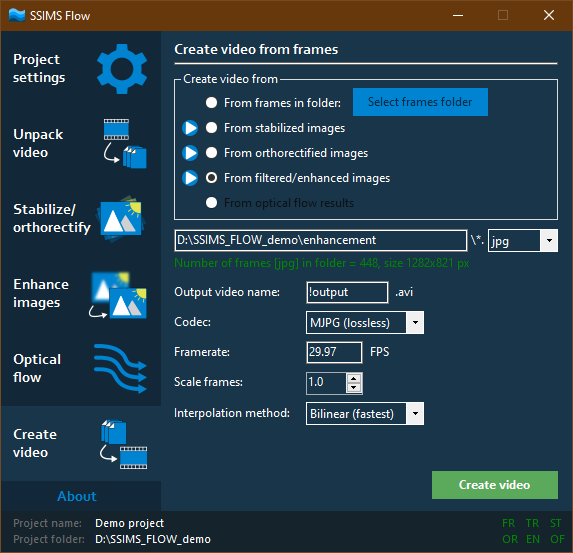 SSIMS Flow
Project settings
Unpack video
Stabilize/ orthorectify
Enhance images
Optical flow
Create video
About
Create video from frames
Create video from
From frames in folder: Select frames folder
From stabilized images
From orthorectified images
From filtered/enhanced images
From optical flow results
D:\SSIMS_FLOW_demo\enhancement \*. jpg
Number of frames [jpg] in folder = 448, size 1282x821 px
Output video name: !output .avi
Codec: MJPG (lossless)
Framerate: 29.97 FPS
Scale frames: 1.0
Interpolation method: Bilinear (fastest)
Create video
Project name: Demo project
Project folder: D:\SSIMS_FLOW_demo
FR TR ST
OR EN OF